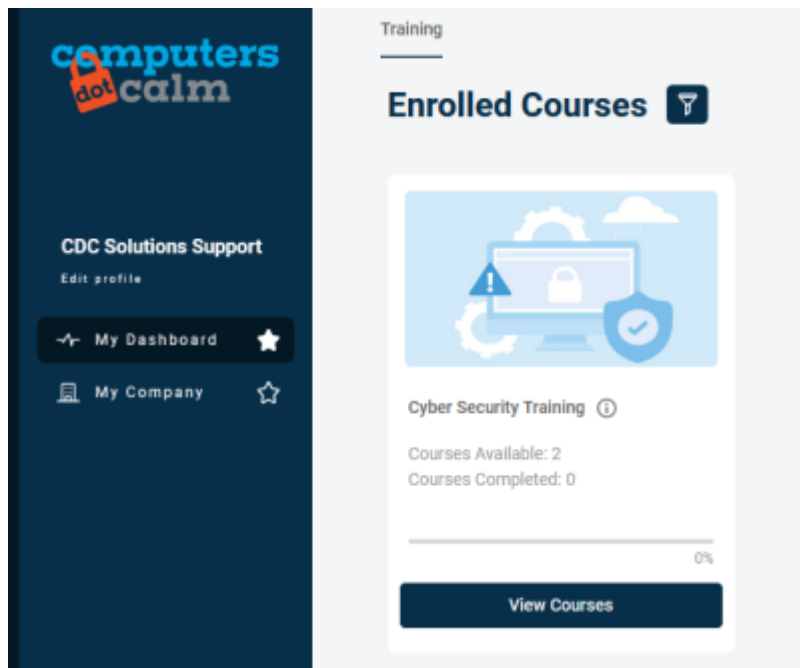 computers
dot calm
CDC Solutions Support
Edit profile
My Dashboard
My Company
Training
Enrolled Courses
Cyber Security Training
Courses Available: 2
Courses Completed: 0
0%
View Courses